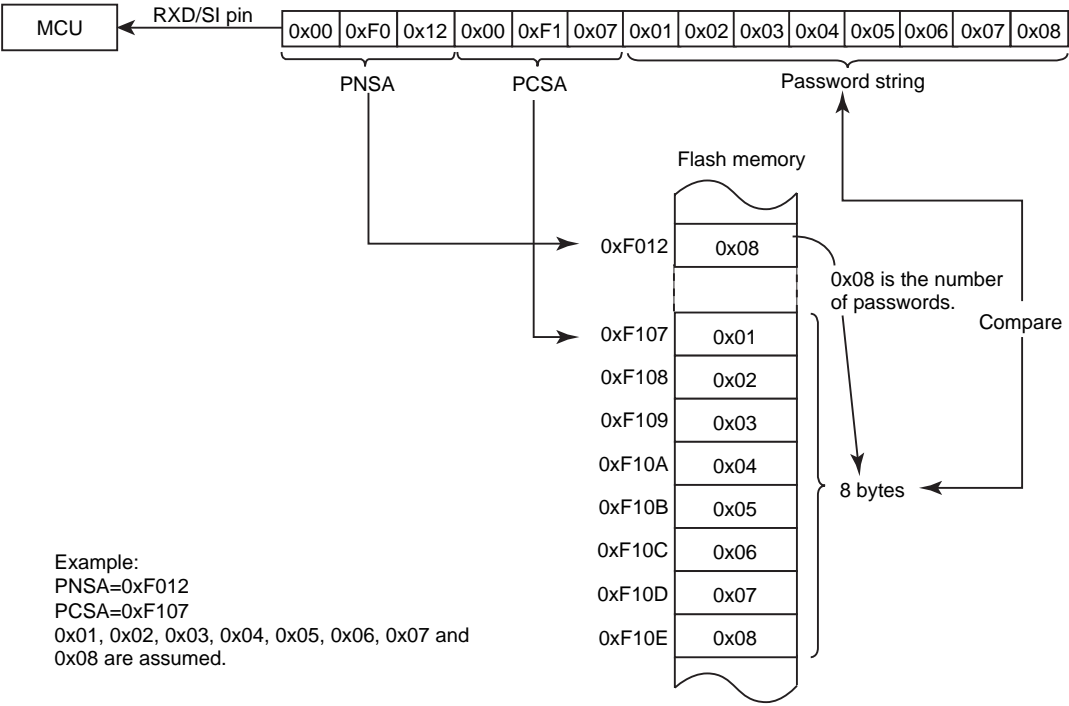 MCU
RXD/SI pin
0x00 0xF0 0x12 0x00 0xF1 0x07 0x01 0x02 0x03 0x04 0x05 0x06 0x07 0x08
PNSA
PCSA
Password string
Flash memory
0xF012 0x08
0x08 is the number
of passwords.
Compare
0xF107 0x01
0xF108 0x02
0xF109 0x03
0xF10A 0x04
0xF10B 0x05
0xF10C 0x06
0xF10D 0x07
0xF10E 0x08
8 bytes
Example:
PNSA=0xF012
PCSA=0xF107
0x01, 0x02, 0x03, 0x04, 0x05, 0x06, 0x07 and
0x08 are assumed.